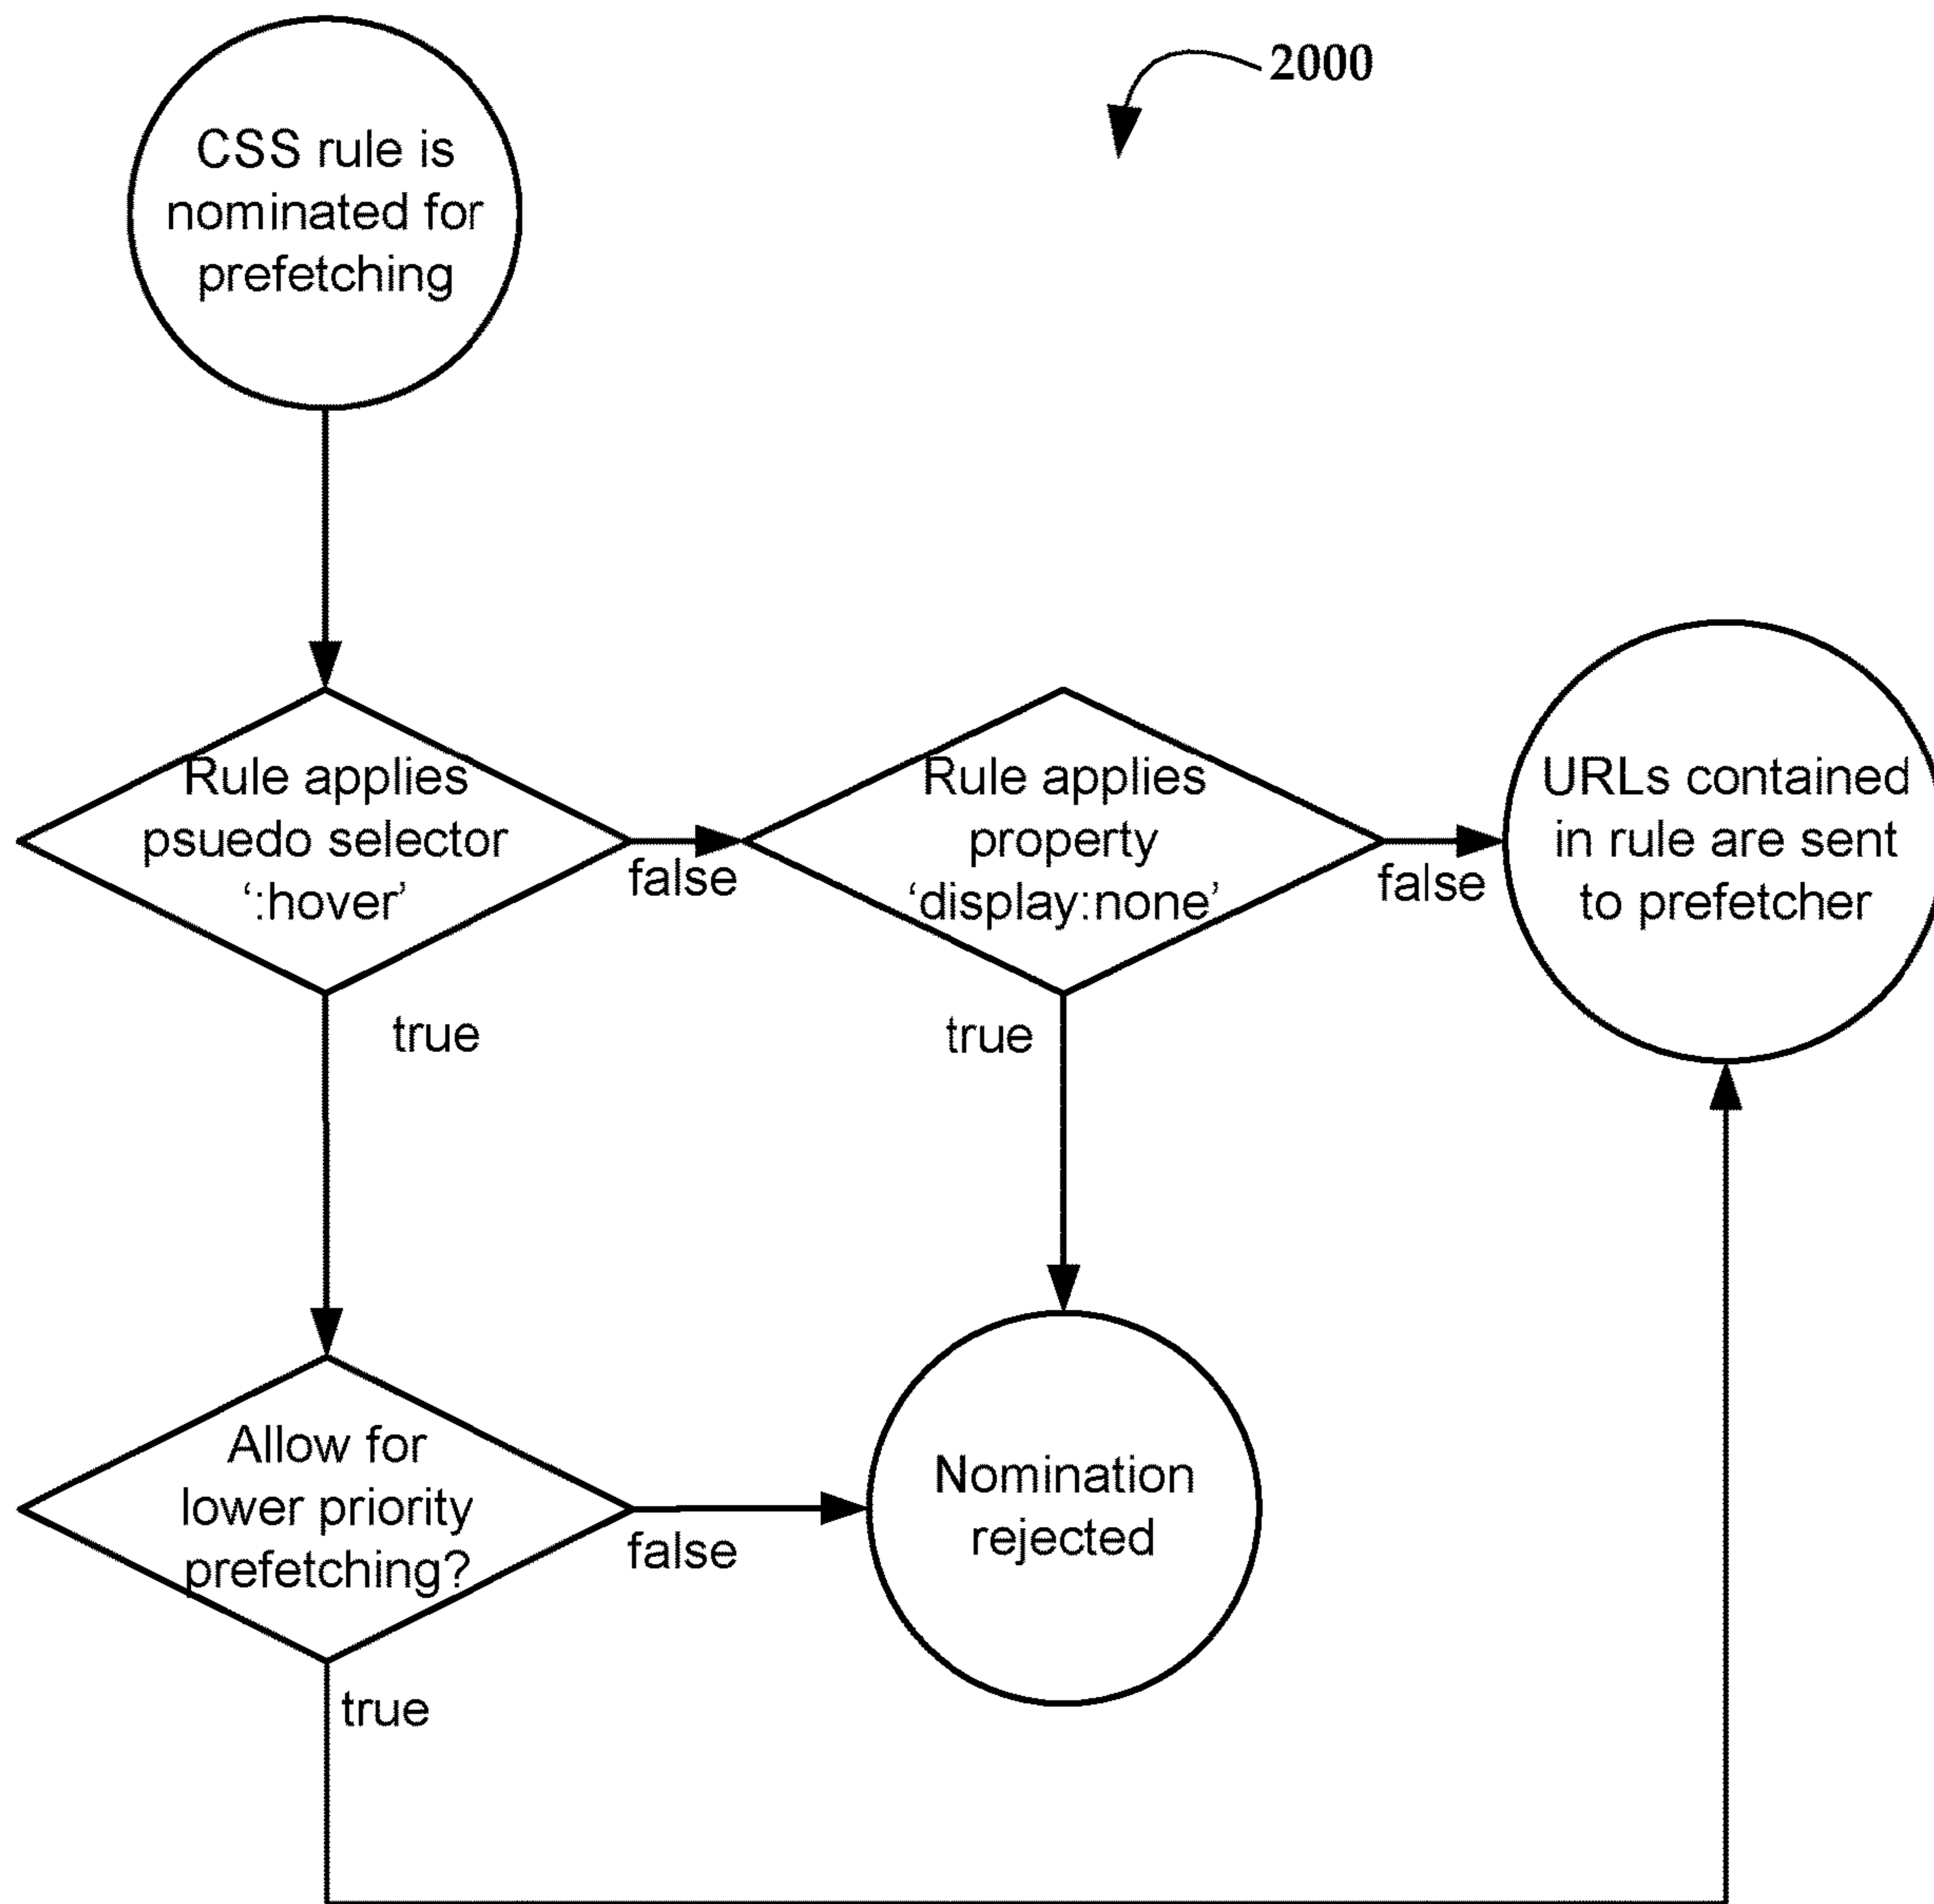 2000
CSS rule is
nominated for
prefetching
Rule applies
psuedo selector
‘:hover’
false
Rule applies
property
‘display:none’
false
URLs contained
in rule are sent
to prefetcher
true
true
Allow for
lower priority
prefetching?
false
Nomination
rejected
true